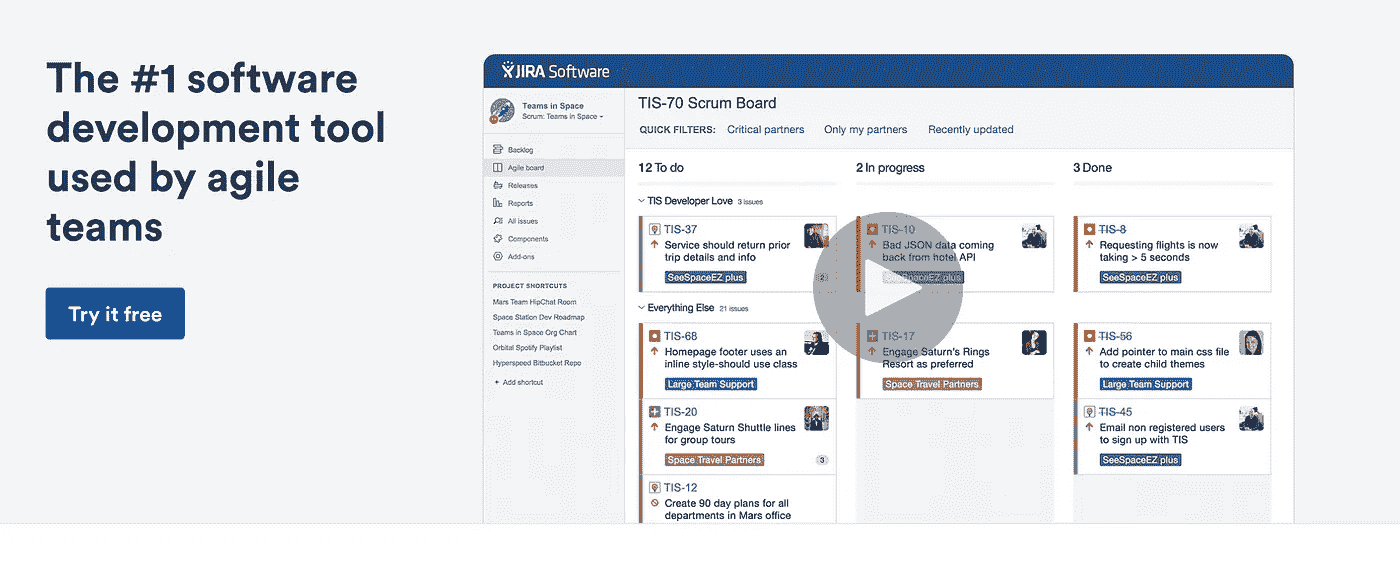 The #1 software
development tool
used by agile
teams
Try it free
JIRA Software
Teams in Space
Scrum: Teams in Space
Backlog
Agile board
Releases
Reports
All issues
Components
Add-ons
PROJECT SHORTCUTS
Mars Team HipChat Room
Space Station Dev Roadmap
Teams in Space Org Chart
Orbital Spotify Playlist
Hyperspeed Bitbucket Repo
+ Add shortcut
TIS-70 Scrum Board
QUICK FILTERS: Critical partners Only my partners Recently updated
12 To do
2 In progress
3 Done
TIS Developer Love 3 issues
TIS-37
Service should return prior
trip details and info
SeeSpaceEZ plus
2
TIS-10
Bad JSON data coming
back from hotel API
SeeSpaceEZ plus
TIS-8
Requesting flights is now
taking > 5 seconds
SeeSpaceEZ plus
Everything Else 21 issues
TIS-68
Homepage footer uses an
inline style-should use class
Large Team Support
TIS-17
Engage Saturn's Rings
Resort as preferred
Space Travel Partners
TIS-56
Add pointer to main css file
to create child themes
Large Team Support
TIS-20
Engage Saturn Shuttle lines
for group tours
Space Travel Partners
3
TIS-45
Email non registered users
to sign up with TIS
SeeSpaceEZ plus
TIS-12
Create 90 day plans for all
departments in Mars office